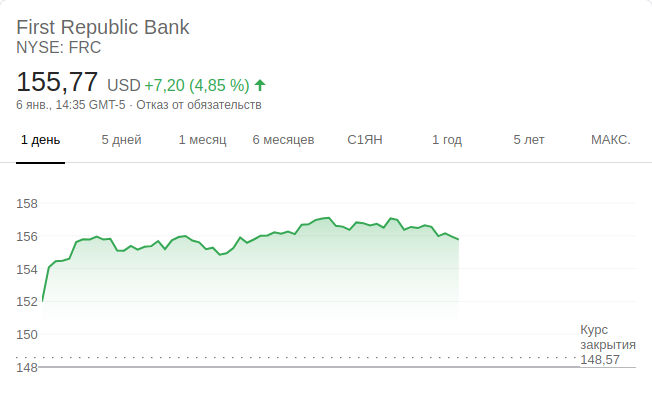 First Republic Bank
NYSE: FRC
155,77 USD +7,20 (4,85 %)
6 янв., 14:35 GMT-5 · Отказ от обязательств
1 день 5 дней 1 месяц 6 месяцев С1ЯН 1 год 5 лет МАКС.
158
156
154
152
150
Курс
закрытия
148,57
148